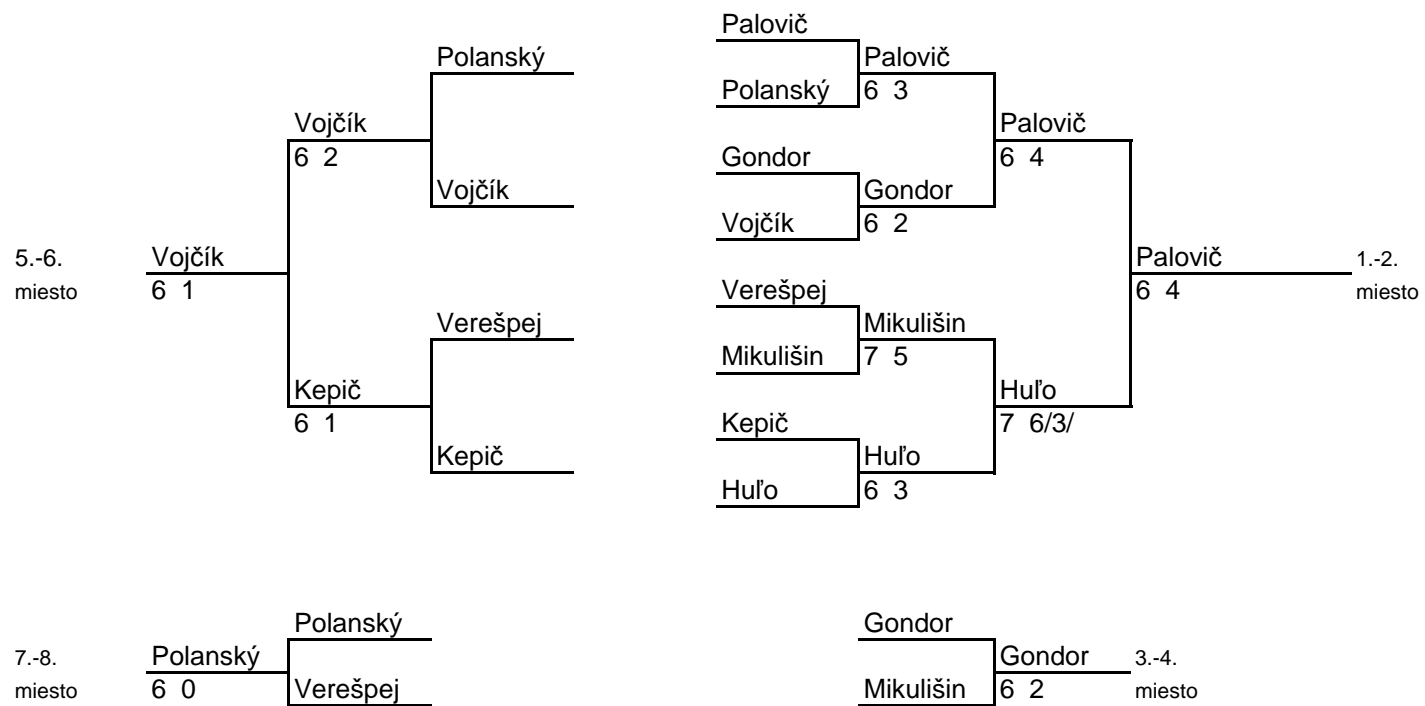 Palovič
Polanský
Palovič
Polanský
6 3
Vojčík
Palovič
6 2
Gondor
6 4
Vojčík
Gondor
Vojčík
6 2
5.-6.
Vojčík
Palovič
1.-2.
miesto
6 1
Verešpej
6 4
miesto
Verešpej
Mikulišin
Mikulišin
7 5
Kepič
Huľo
6 1
Kepič
7 6/3/
Kepič
Huľo
Huľo
6 3
Polanský
Gondor
7.-8.
Polanský
Gondor
3.-4.
miesto
6 0
Verešpej
Mikulišin
6 2
miesto